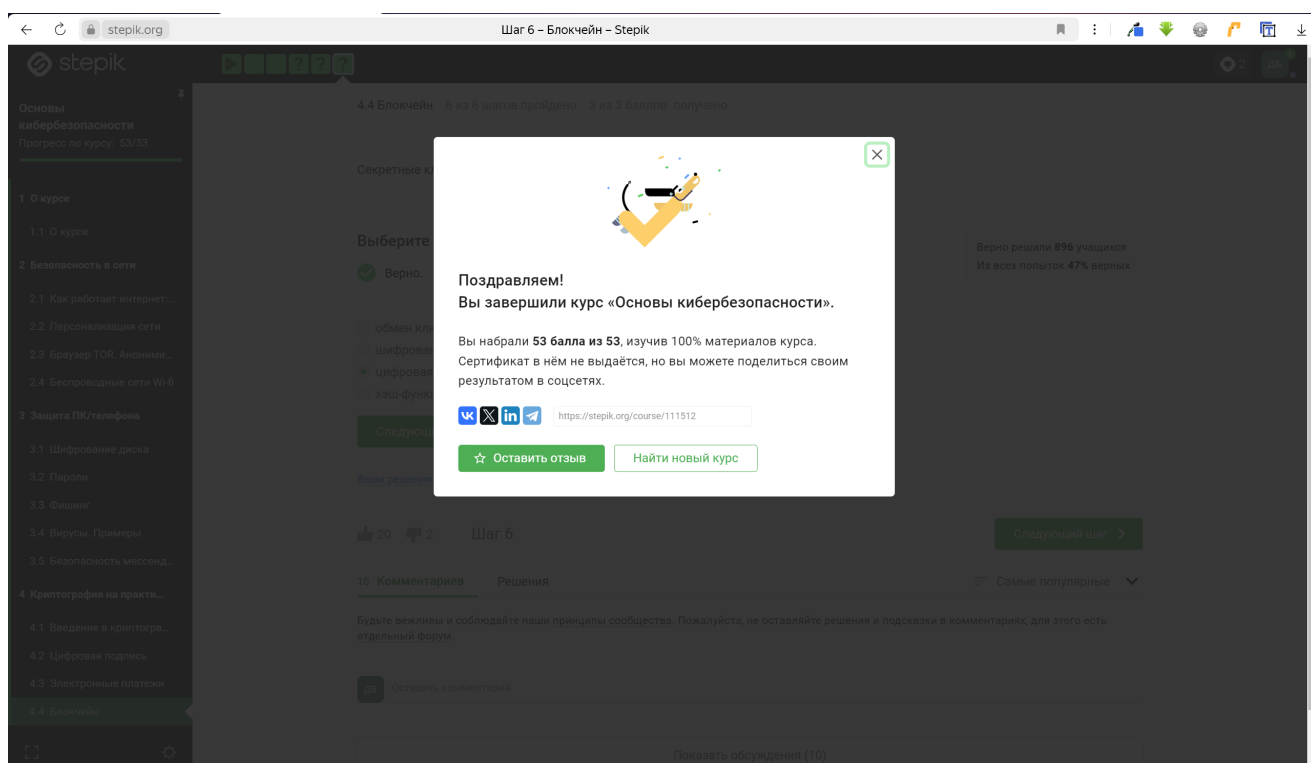 stepik.org
Шаг 6 – Блокчейн – Stepik
stepik
2
ДБ
Основы
кибербезопасности
Прогресс по курсу: 53/53
1 О курсе
1.1 О курсе
2 Безопасность в сети
2.1 Как работает интернет:...
2.2 Персонализация сети
2.3 Браузер TOR. Аноними...
2.4 Беспроводные сети Wi-fi
3 Защита ПК/телефона
3.1 Шифрование диска
3.2 Пароли
3.3 Фишинг
3.4 Вирусы. Примеры
3.5 Безопасность мессенд...
4 Криптография на практи...
4.1 Введение в криптогра...
4.2 Цифровая подпись
4.3 Электронные платежи
4.4 Блокчейн
4.4 Блокчейн 6 из 6 шагов пройдено 3 из 3 баллов получено
Секретные
Выберите
Верно.
Верно решили 896 учащихся
Из всех попыток 47% верных
обмен
цифровая
Поздравляем!
Вы завершили курс «Основы кибербезопасности».
Вы набрали 53 балла из 53, изучив 100% материалов курса.
Сертификат в нём не выдаётся, но вы можете поделиться своим
результатом в соцсетях.
https://stepik.org/course/111512
Оставить отзыв
Найти новый курс
Ваши решения
20 2 Шаг 6
Следующий шаг
10 Комментариев Решения
Самые популярные
Будьте вежливы и соблюдайте наши принципы сообщества. Пожалуйста, не оставляйте решения и подсказки в комментариях, для этого есть
отдельный форум.
ДБ
Оставить комментарий
Показать обсуждения (10)